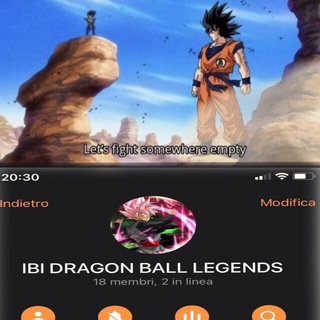 Let's fight somewhere empty
20:30
Indietro
Modifica
IBI DRAGON BALL LEGENDS
18 membri, 2 in linea